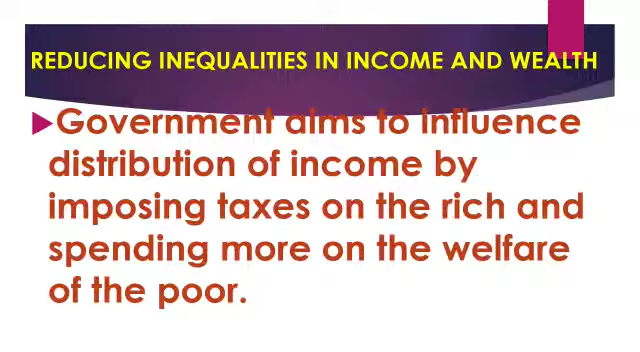 REDUCING INEQUALITIES IN INCOME AND WEALTH
Government aims to influence
distribution of income by
imposing taxes on the rich and
spending more on the welfare
of the poor.